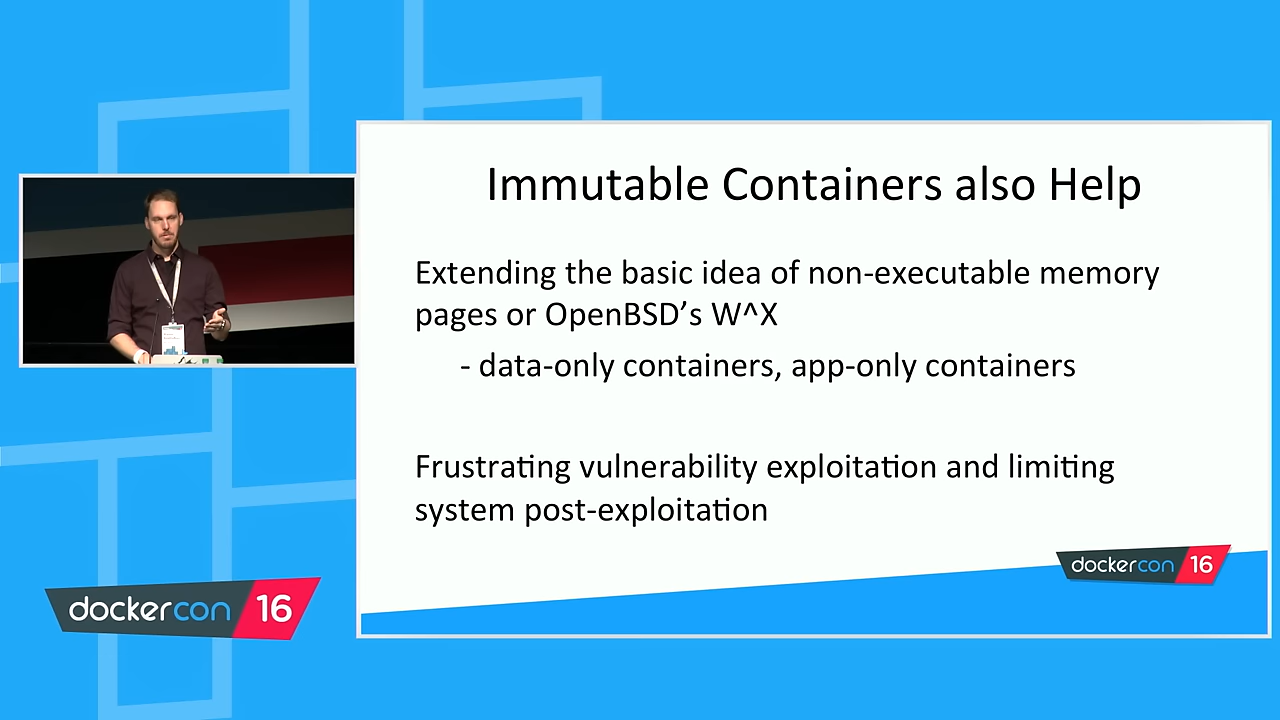 Immutable Containers also Help
Extending the basic idea of non-executable memory
pages or OpenBSD’s W^X
- data-only containers, app-only containers
Frustrating vulnerability exploitation and limiting
system post-exploitation
dockercon 16
dockercon 16